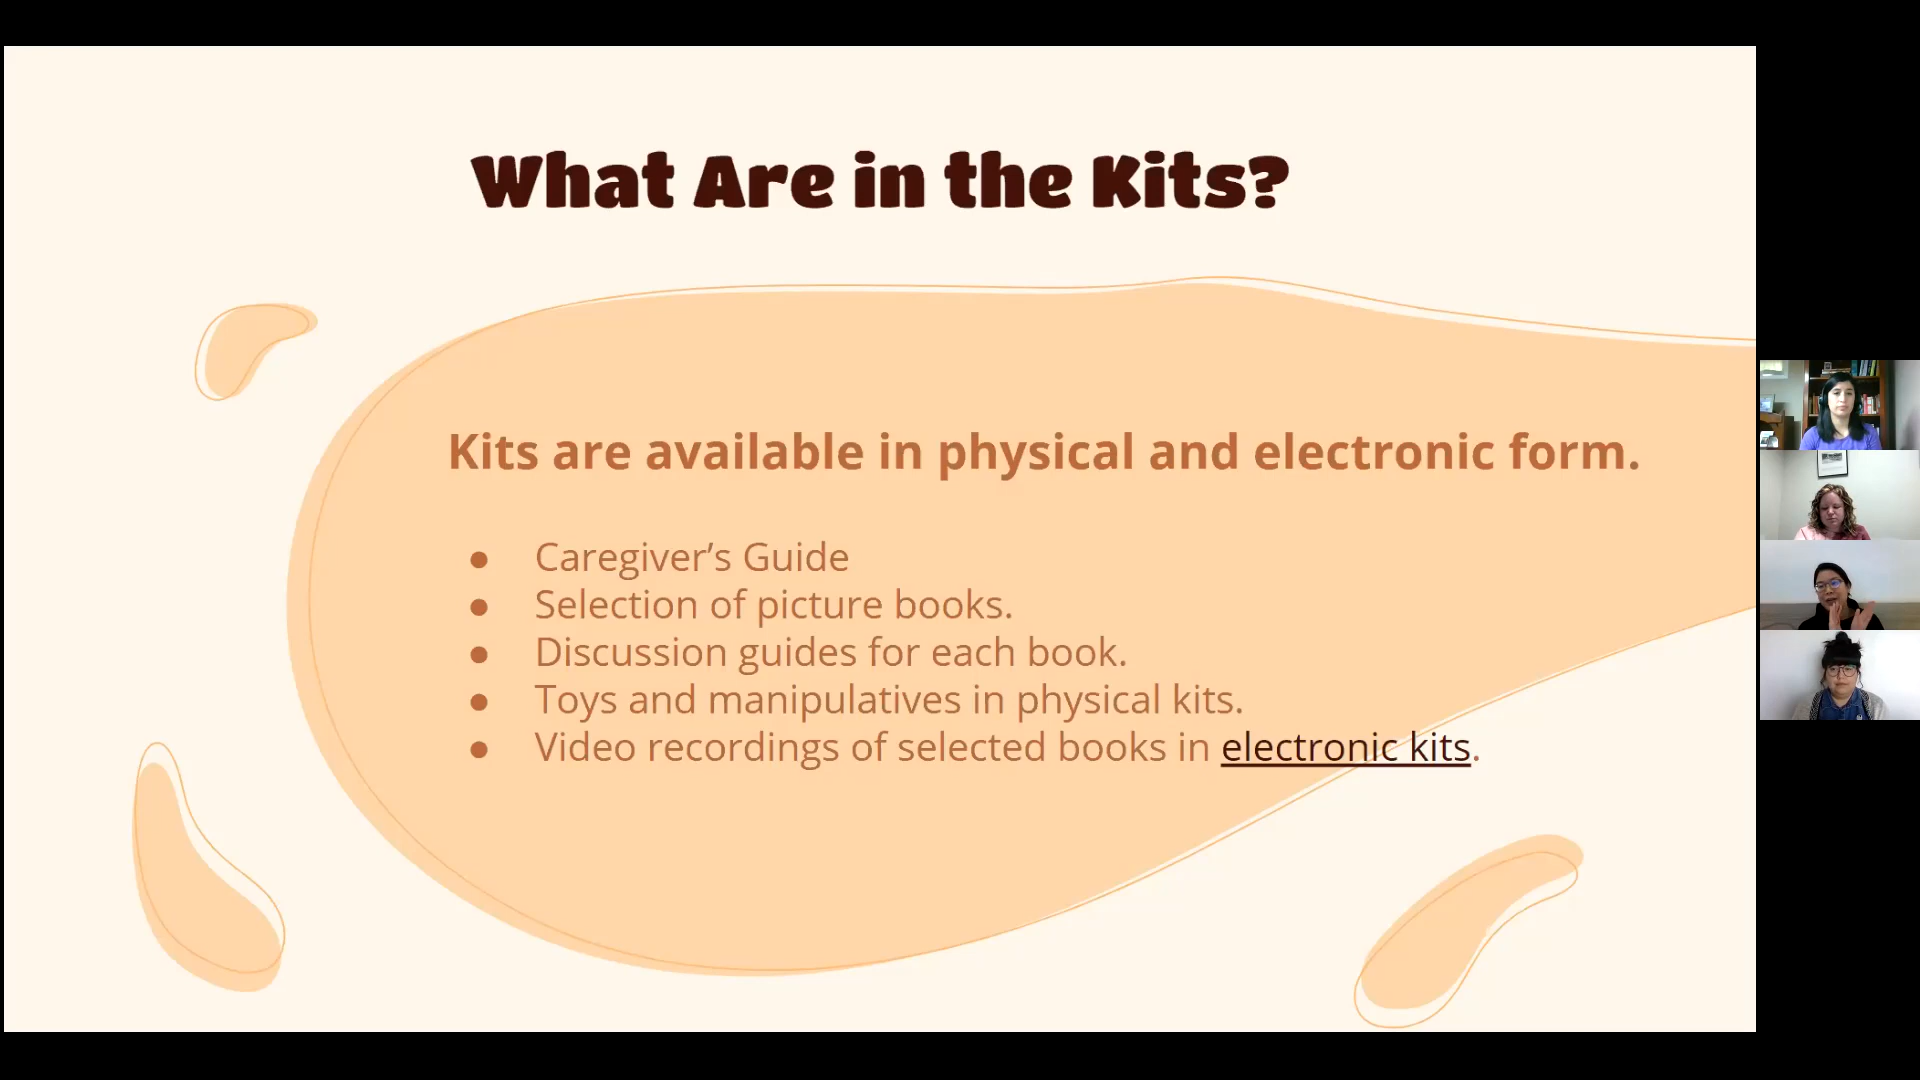 What Are in the Kits?
Kits are available in physical and electronic form.
● Caregiver’s Guide
● Selection of picture books.
● Discussion guides for each book.
● Toys and manipulatives in physical kits.
● Video recordings of selected books in electronic kits.